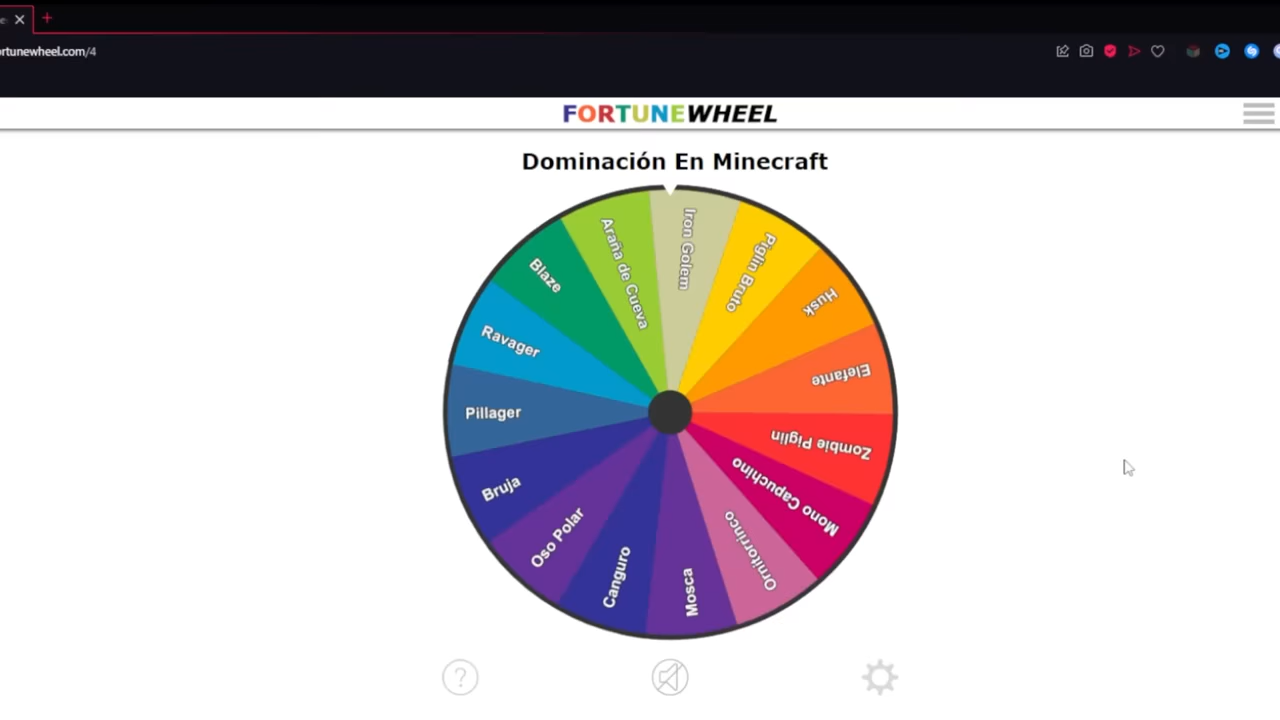 rtunewheel.com/4
FORTUNEWHEEL
Dominación En Minecraft
Iron Golem
Piglin Bruto
Husk
Elefante
Zombie Piglin
Mono Capuchino
Ornitorrinco
Mosca
Canguro
Oso Polar
Bruja
Pillager
Ravager
Blaze
Araña de Cueva
?